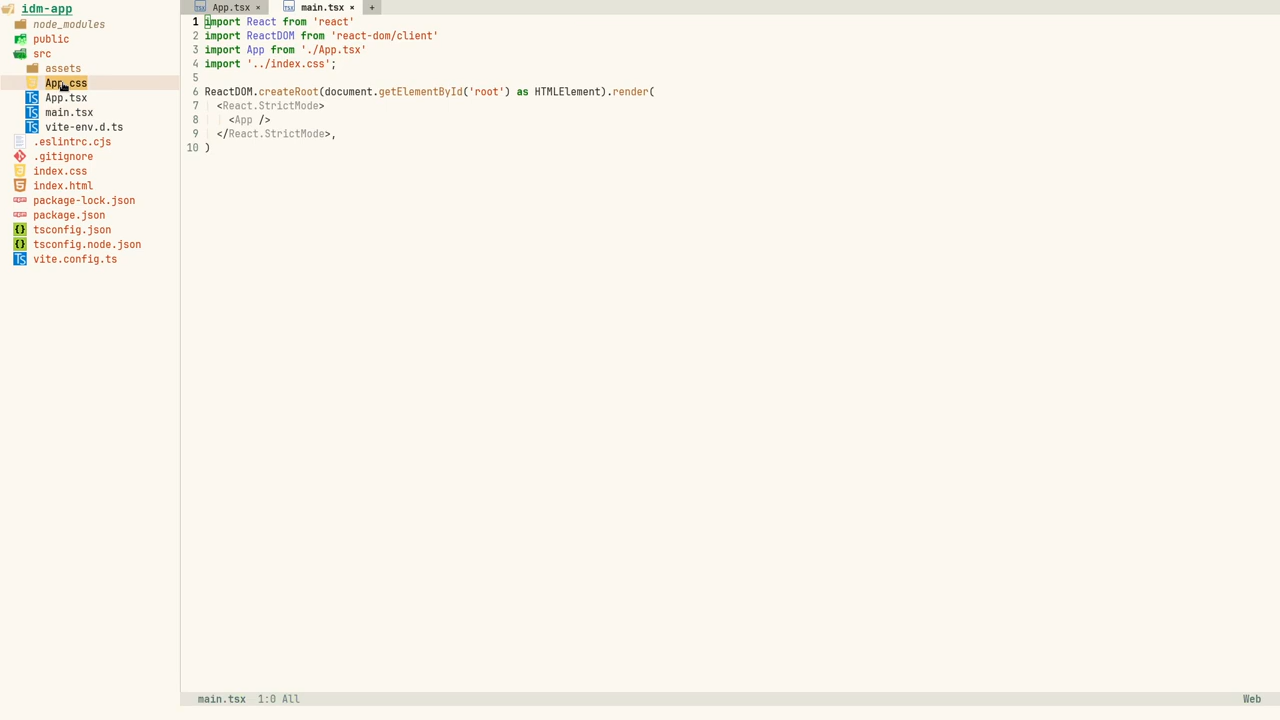 idm-app
node_modules
public
src
assets
App.css
App.tsx
main.tsx
vite-env.d.ts
.eslintrc.cjs
.gitignore
index.css
index.html
package-lock.json
package.json
tsconfig.json
tsconfig.node.json
vite.config.ts
App.tsx × main.tsx × +
1 import React from 'react'
2 import ReactDOM from 'react-dom/client'
3 import App from './App.tsx'
4 import '../index.css';
5
6 ReactDOM.createRoot(document.getElementById('root') as HTMLElement).render(
7 <React.StrictMode>
8 <App />
9 </React.StrictMode>,
10 )
main.tsx 1:0 All Web